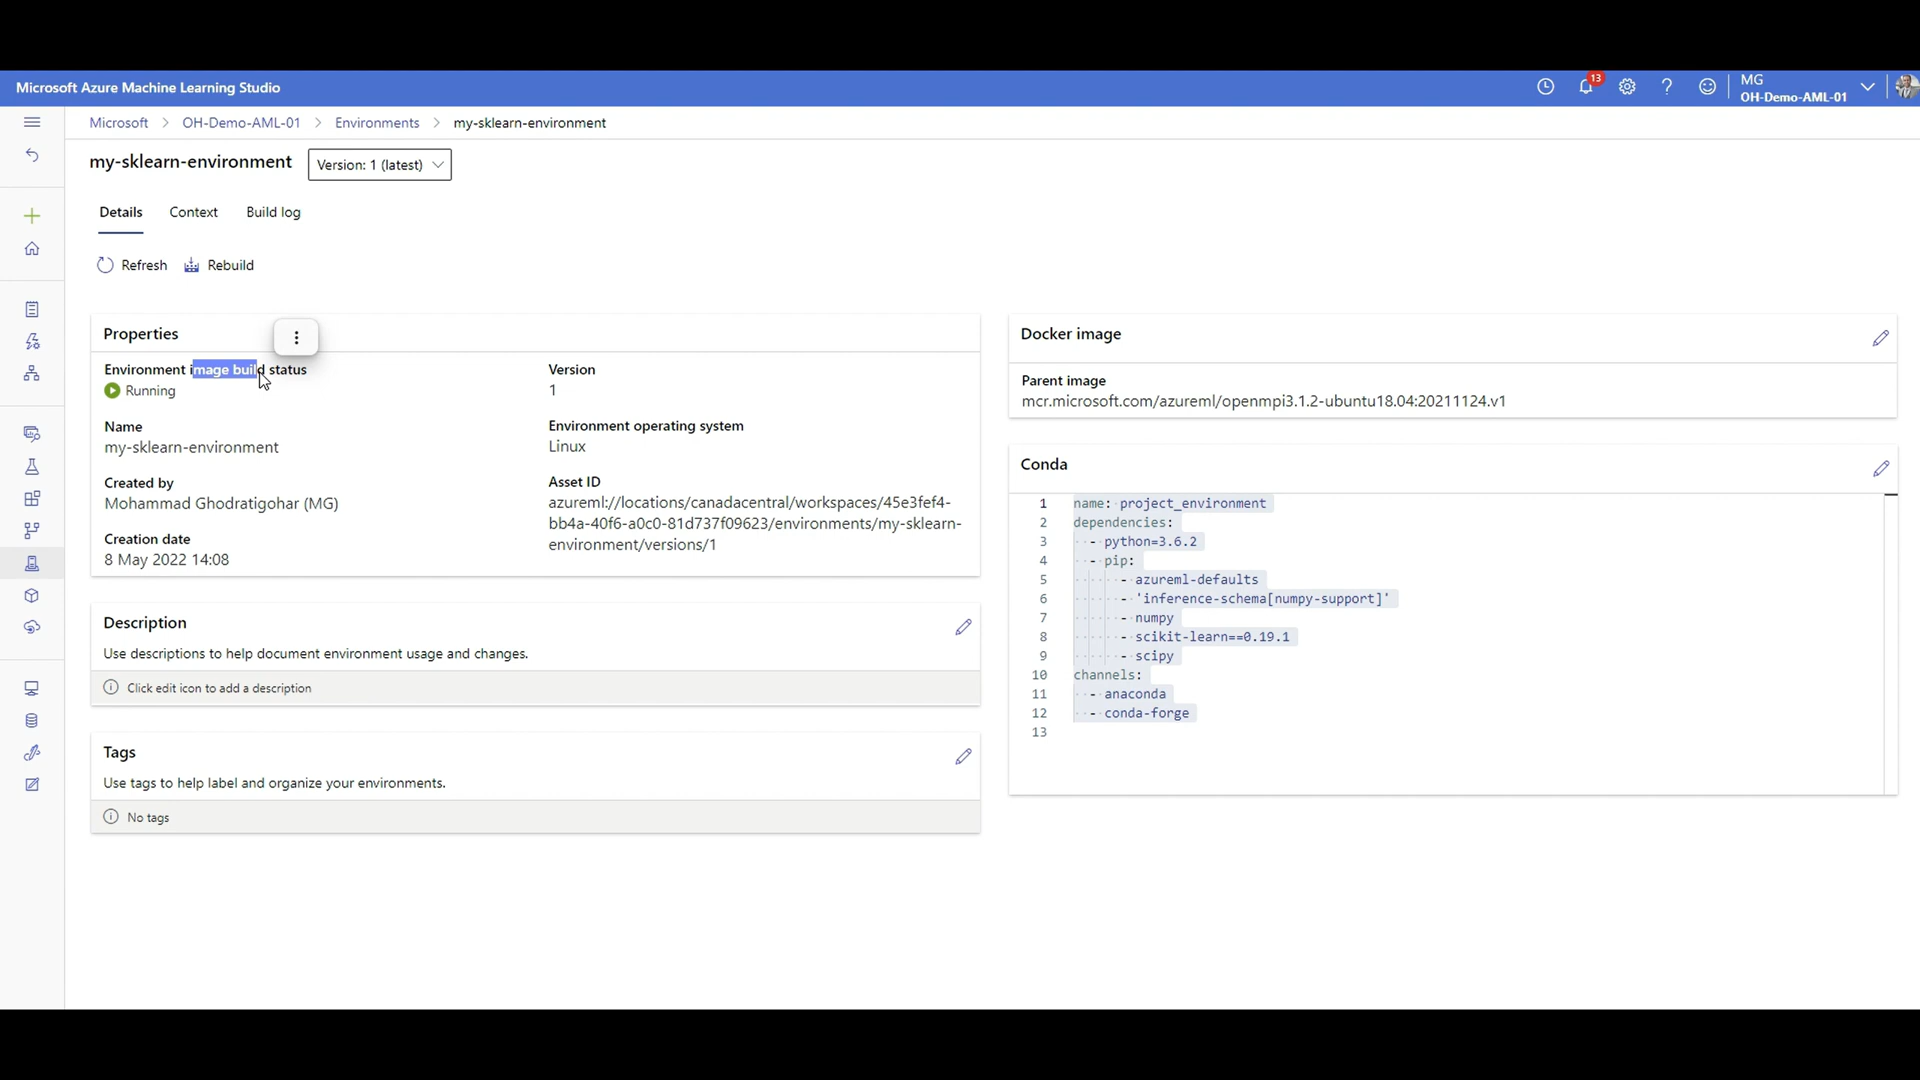 Microsoft Azure Machine Learning Studio
13
MG
OH-Demo-AML-01
Microsoft > OH-Demo-AML-01 > Environments > my-sklearn-environment
my-sklearn-environment
Version: 1 (latest)
Details
Context
Build log
Refresh
Rebuild
Properties
Environment image build status
Running
Name
my-sklearn-environment
Created by
Mohammad Ghodratigohar (MG)
Creation date
8 May 2022 14:08
Version
1
Environment operating system
Linux
Asset ID
azureml://locations/canadacentral/workspaces/45e3fef4-
bb4a-40f6-a0c0-81d737f09623/environments/my-sklearn-
environment/versions/1
Description
Use descriptions to help document environment usage and changes.
Click edit icon to add a description
Tags
Use tags to help label and organize your environments.
No tags
Docker image
Parent image
mcr.microsoft.com/azureml/openmpi3.1.2-ubuntu18.04:20211124.v1
Conda
1 name: project_environment
2 dependencies:
3 - python=3.6.2
4 - pip:
5 - azureml-defaults
6 - 'inference-schema[numpy-support]'
7 - numpy
8 - scikit-learn==0.19.1
9 - scipy
10 channels:
11 - anaconda
12 - conda-forge
13